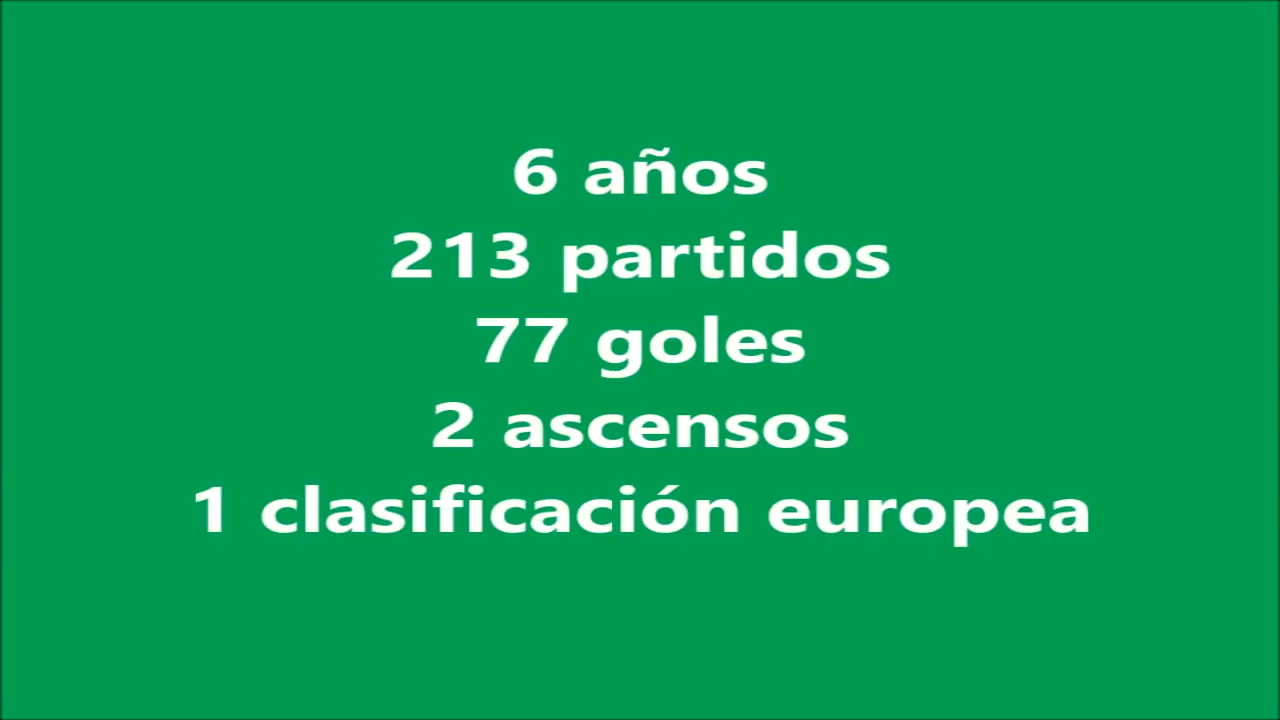 6 años
213 partidos
77 goles
2 ascensos
1 clasificación europea